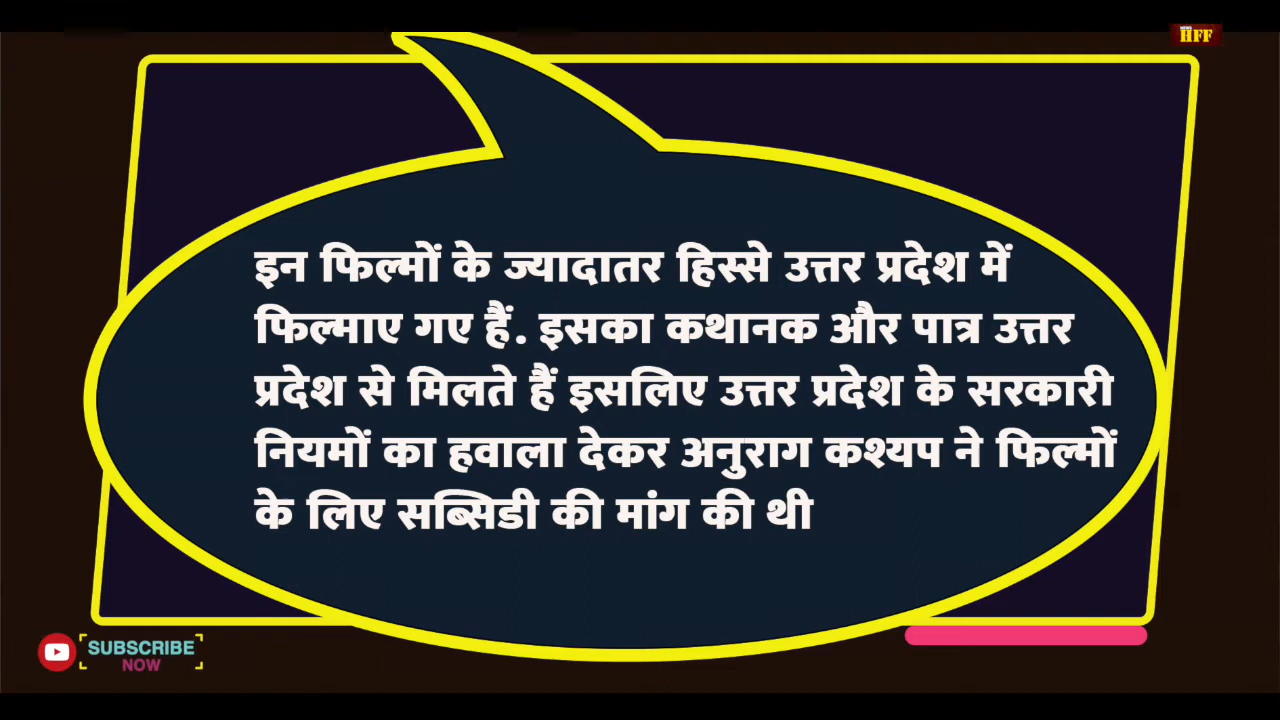 NEWS
HFF
इन फिल्मों के ज्यादातर हिस्से उत्तर प्रदेश में
फिल्माए गए हैं. इसका कथानक और पात्र उत्तर
प्रदेश से मिलते हैं इसलिए उत्तर प्रदेश के सरकारी
नियमों का हवाला देकर अनुराग कश्यप ने फिल्मों
के लिए सब्सिडी की मांग की थी
SUBSCRIBE
NOW